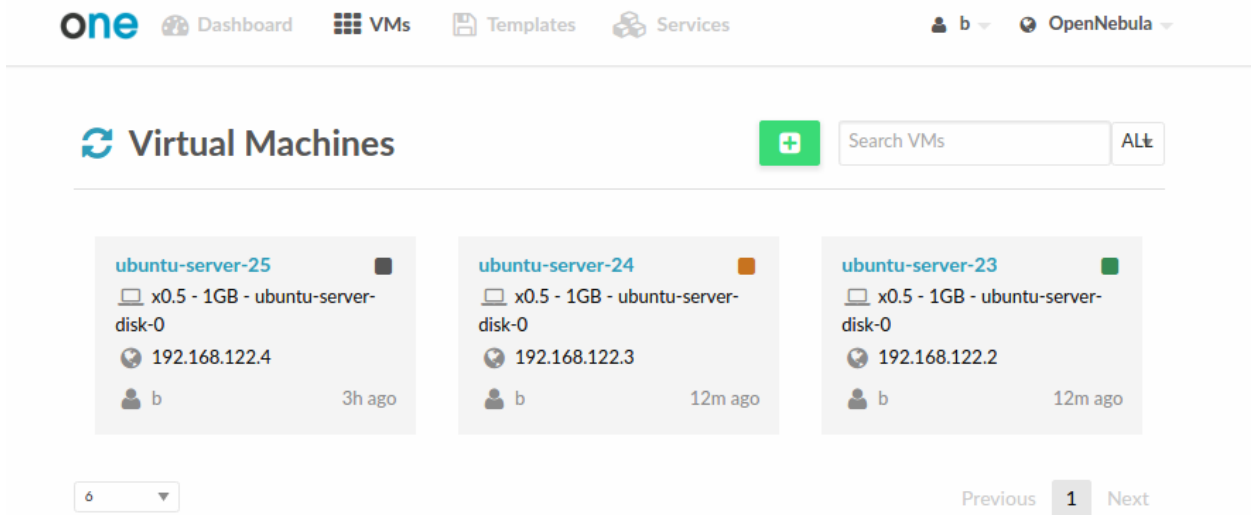 one Dashboard VMs Templates Services b OpenNebula
Virtual Machines Search VMs ALL
ubuntu-server-25
x0.5 - 1GB - ubuntu-server-
disk-0
192.168.122.4
b 3h ago
ubuntu-server-24
x0.5 - 1GB - ubuntu-server-
disk-0
192.168.122.3
b 12m ago
ubuntu-server-23
x0.5 - 1GB - ubuntu-server-
disk-0
192.168.122.2
b 12m ago
6 Previous 1 Next